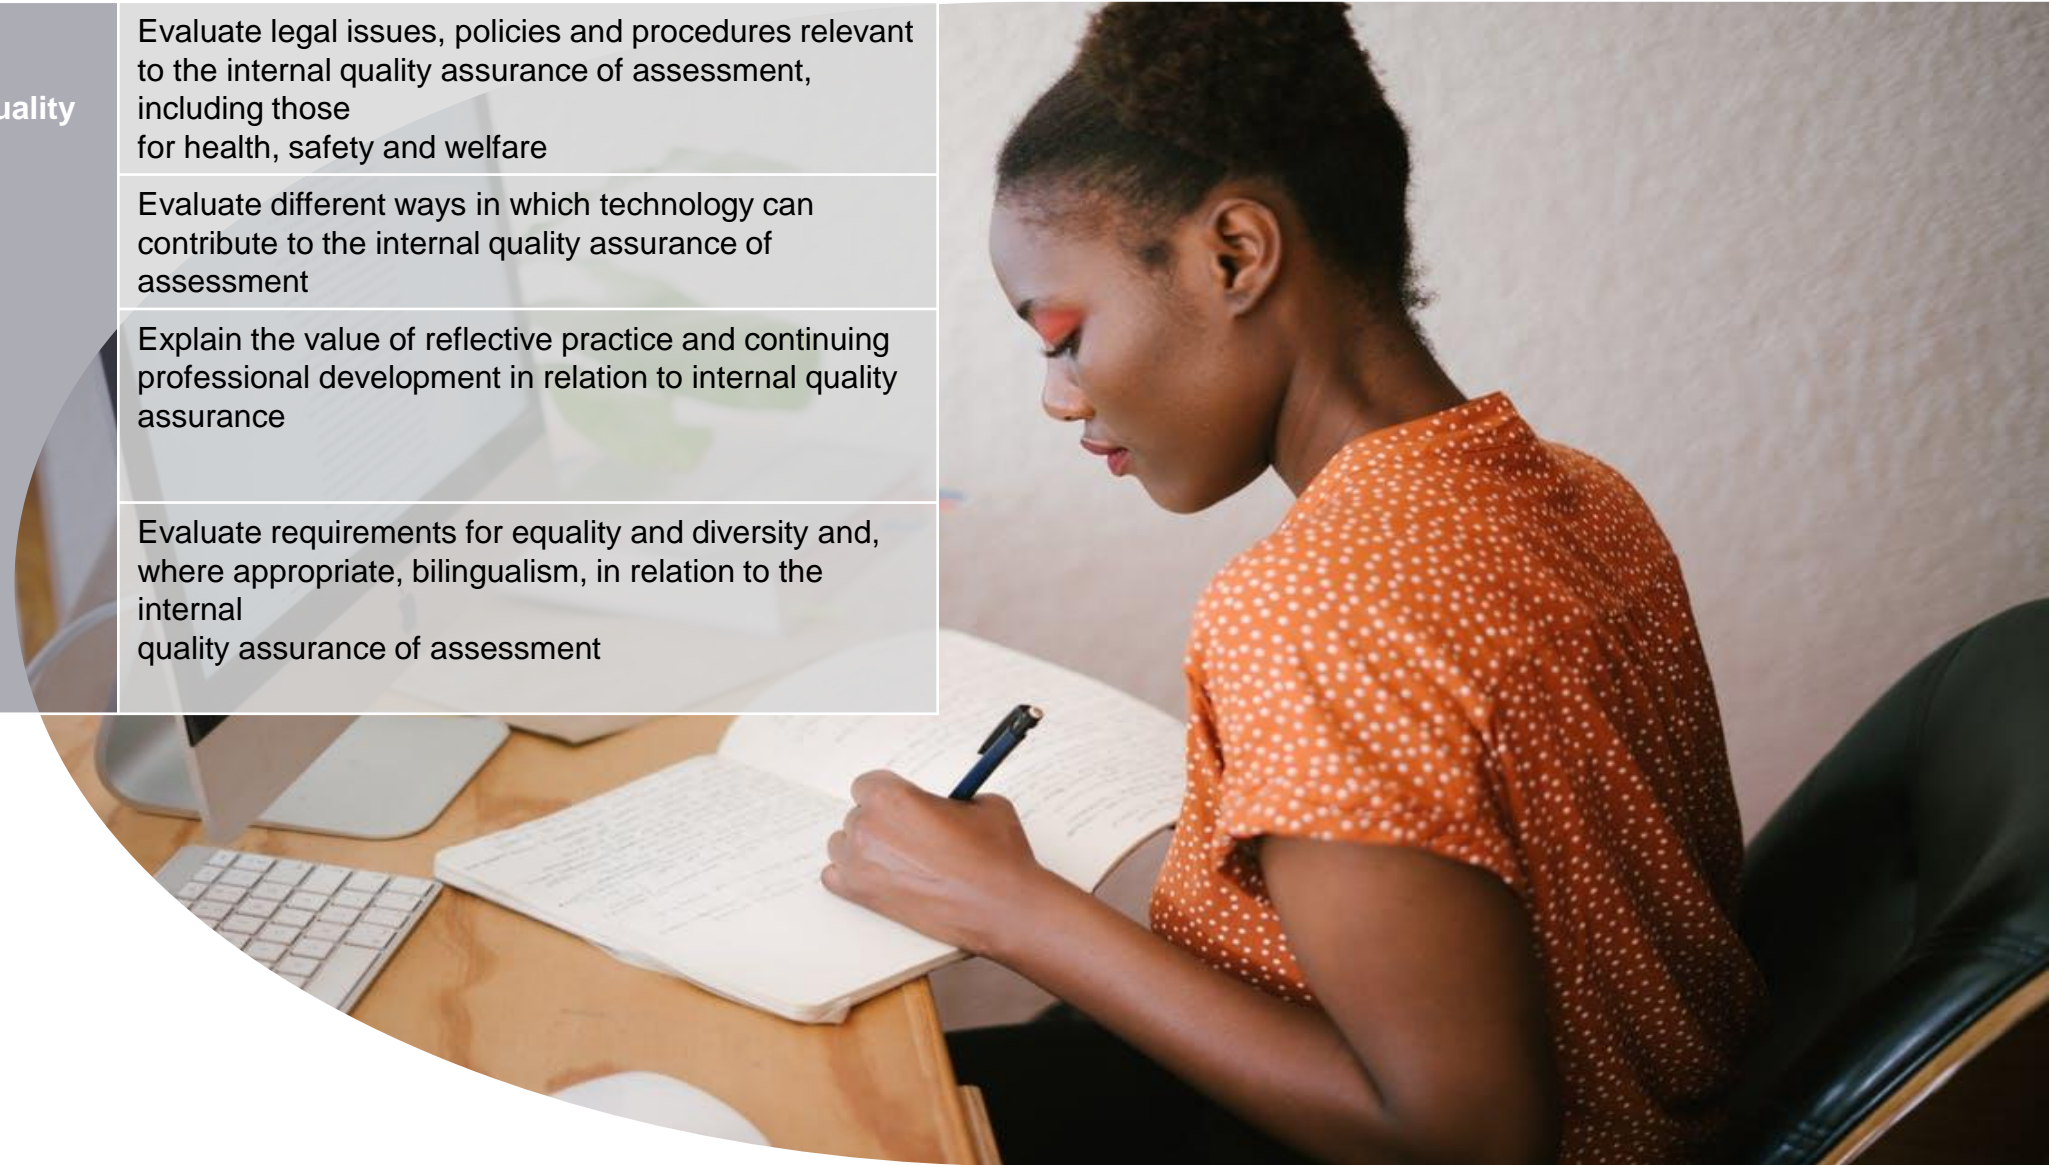 uality
Evaluate legal issues, policies and procedures relevant
to the internal quality assurance of assessment,
including those
for health, safety and welfare
Evaluate different ways in which technology can
contribute to the internal quality assurance of
assessment
Explain the value of reflective practice and continuing
professional development in relation to internal quality
assurance
Evaluate requirements for equality and diversity and,
where appropriate, bilingualism, in relation to the
internal
quality assurance of assessment